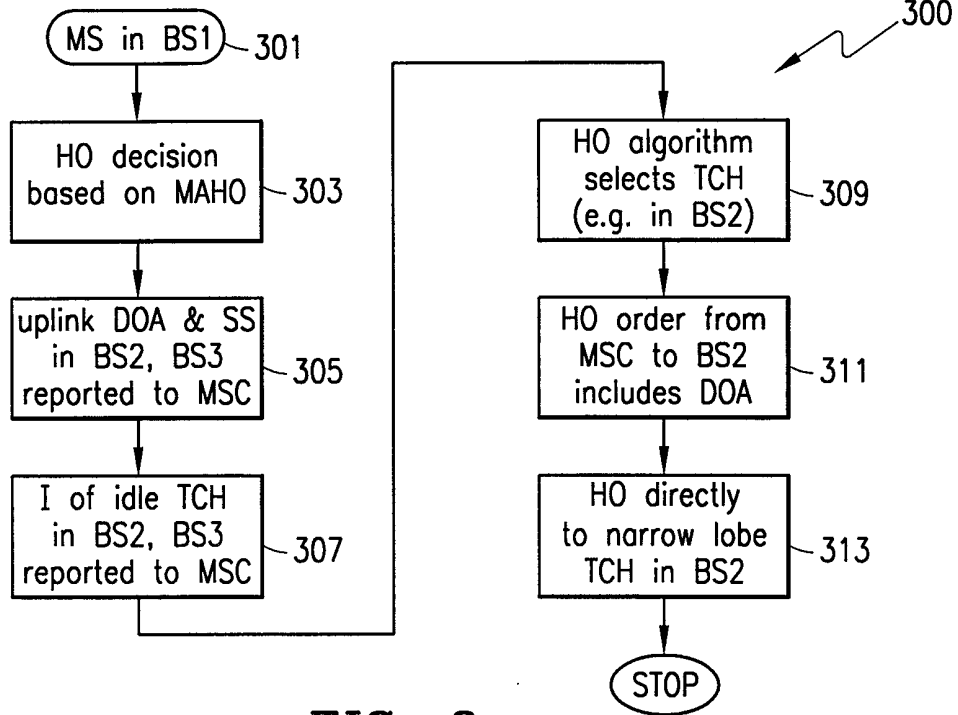 MS in BS1
301
HO decision
based on MAHO
303
uplink DOA & SS
in BS2, BS3
reported to MSC
305
I of idle TCH
in BS2, BS3
reported to MSC
307
300
HO algorithm
selects TCH
(e.g. in BS2)
309
HO order from
MSC to BS2
includes DOA
311
HO directly
to narrow lobe
TCH in BS2
313
STOP